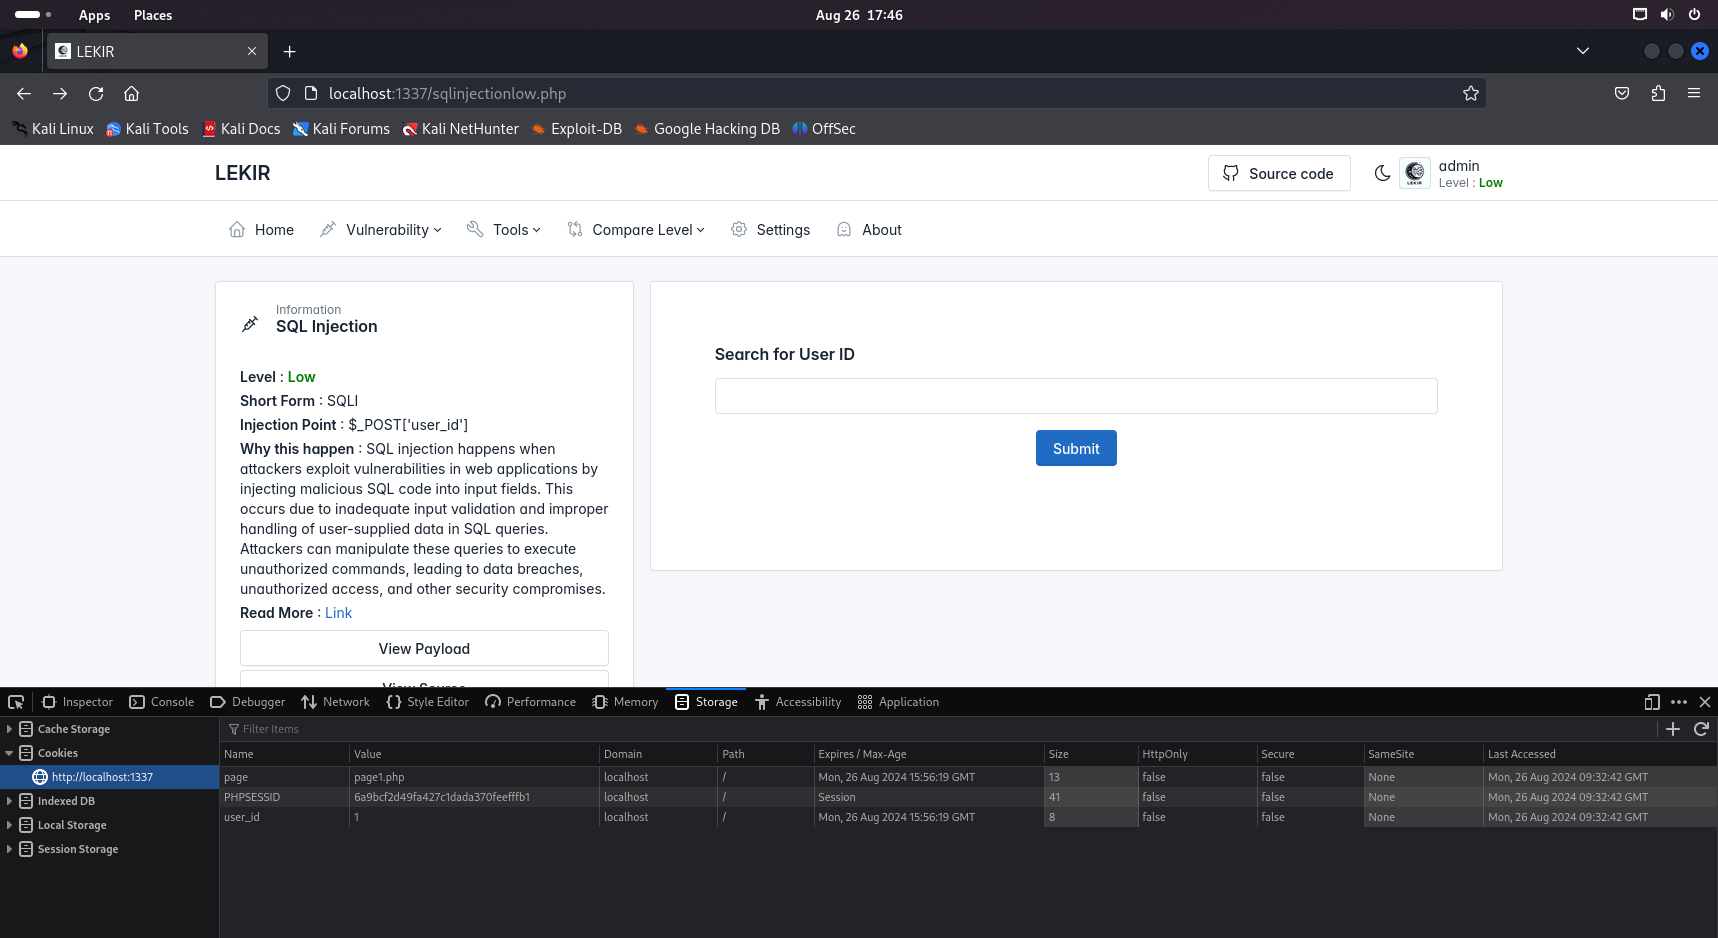 Apps Places Aug 26 17:46
LEKIR
localhost:1337/sqlinjectionlow.php
Kali Linux Kali Tools Kali Docs Kali Forums Kali NetHunter Exploit-DB Google Hacking DB OffSec
LEKIR Source code admin
Level : Low
Home Vulnerability Tools Compare Level Settings About
Information
SQL Injection
Level : Low
Short Form : SQLI
Injection Point : $_POST['user_id']
Why this happen : SQL injection happens when
attackers exploit vulnerabilities in web applications by
injecting malicious SQL code into input fields. This
occurs due to inadequate input validation and improper
handling of user-supplied data in SQL queries.
Attackers can manipulate these queries to execute
unauthorized commands, leading to data breaches,
unauthorized access, and other security compromises.
Read More : Link
View Payload
View Source
Search for User ID
Submit
Inspector Console Debugger Network Style Editor Performance Memory Storage Accessibility Application
Cache Storage
Cookies
http://localhost:1337
Indexed DB
Local Storage
Session Storage
Filter Items
Name Value Domain Path Expires / Max-Age Size HttpOnly Secure SameSite Last Accessed
page page1.php localhost / Mon, 26 Aug 2024 15:56:19 GMT 13 false false None Mon, 26 Aug 2024 09:32:42 GMT
PHPSESSID 6a9bcf2d49fa427c1dada370feefffb1 localhost / Session 41 false false None Mon, 26 Aug 2024 09:32:42 GMT
user_id 1 localhost / Mon, 26 Aug 2024 15:56:19 GMT 8 false false None Mon, 26 Aug 2024 09:32:42 GMT